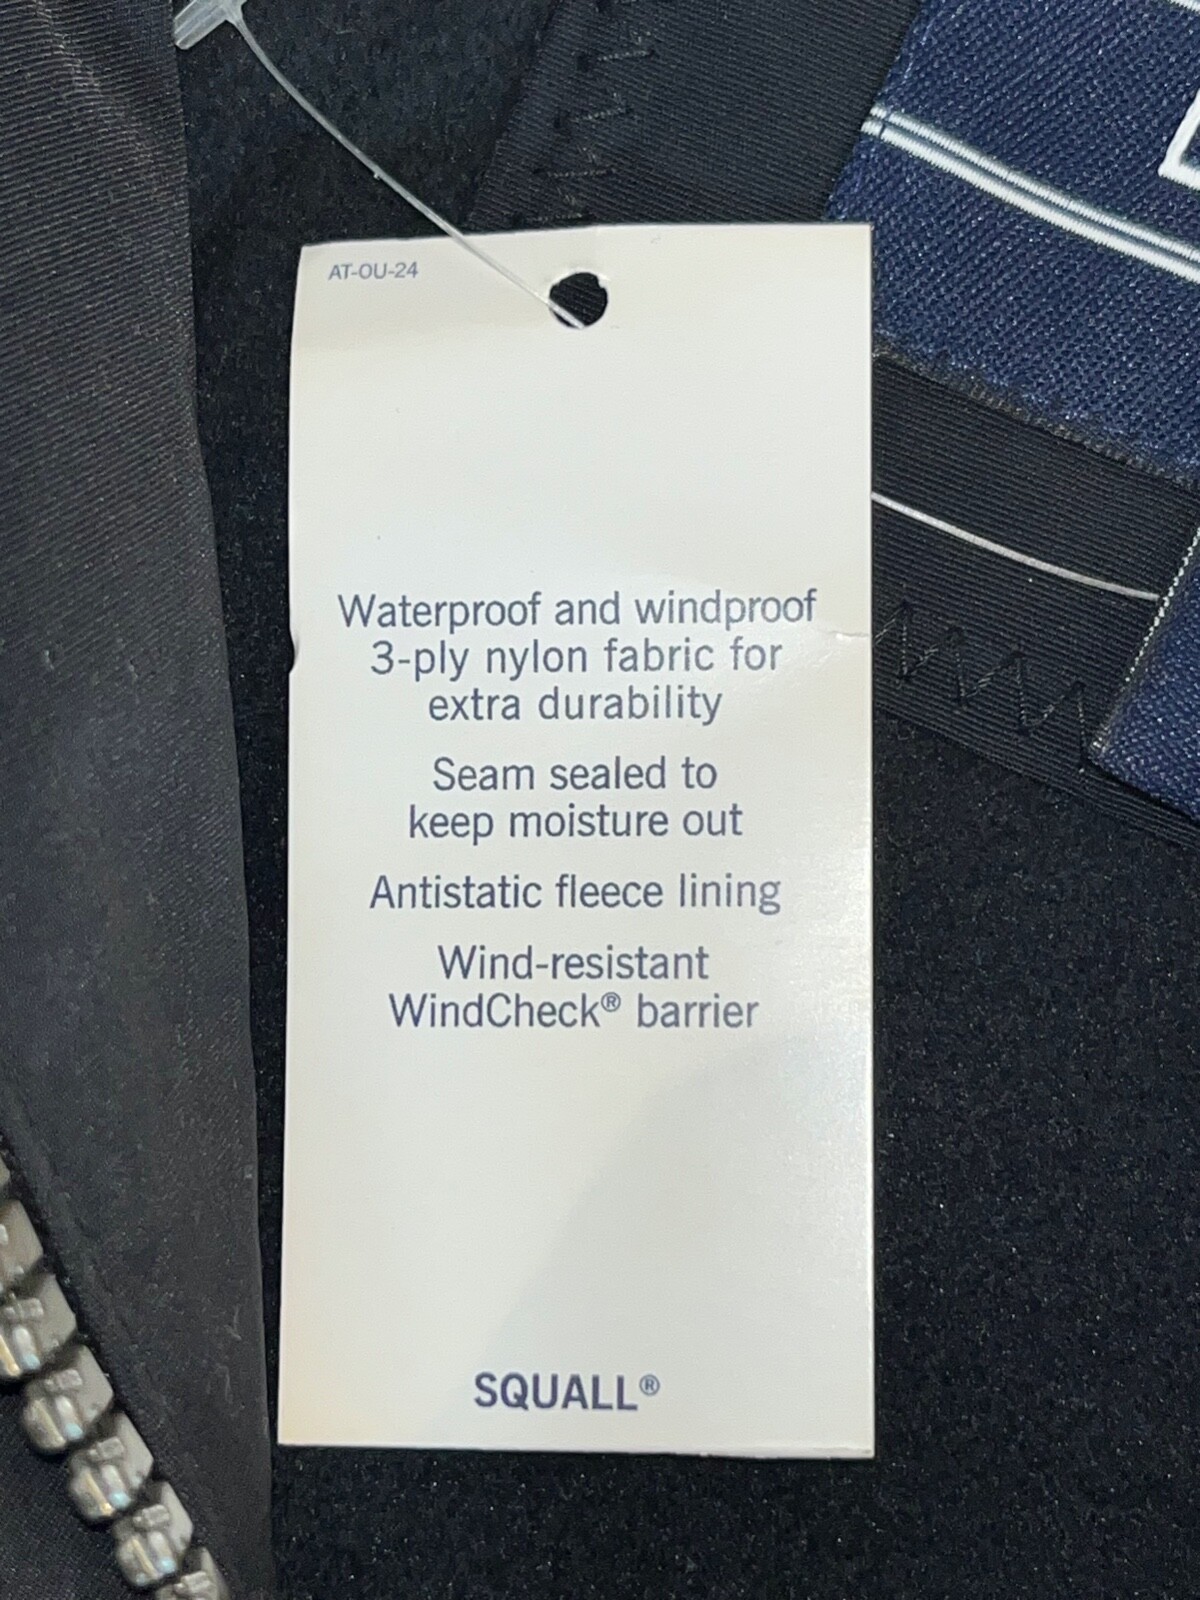 AT-OU-24
Waterproof and windproof
3-ply nylon fabric for
extra durability
Seam sealed to
keep moisture out
Antistatic fleece lining
Wind-resistant
WindCheck® barrier
SQUALL®